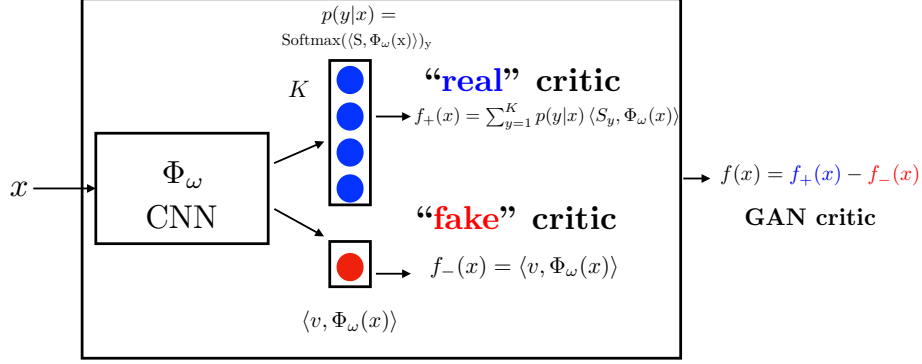 p(y|x) =
Softmax(⟨S, Φ_ω(x)⟩)_y
K
“real” critic
f_+(x) = ∑_{y=1}^{K} p(y|x) ⟨S_y, Φ_ω(x)⟩
x
Φ_ω
CNN
f(x) = f_+(x) − f_−(x)
GAN critic
“fake” critic
f_−(x) = ⟨v, Φ_ω(x)⟩
⟨v, Φ_ω(x)⟩